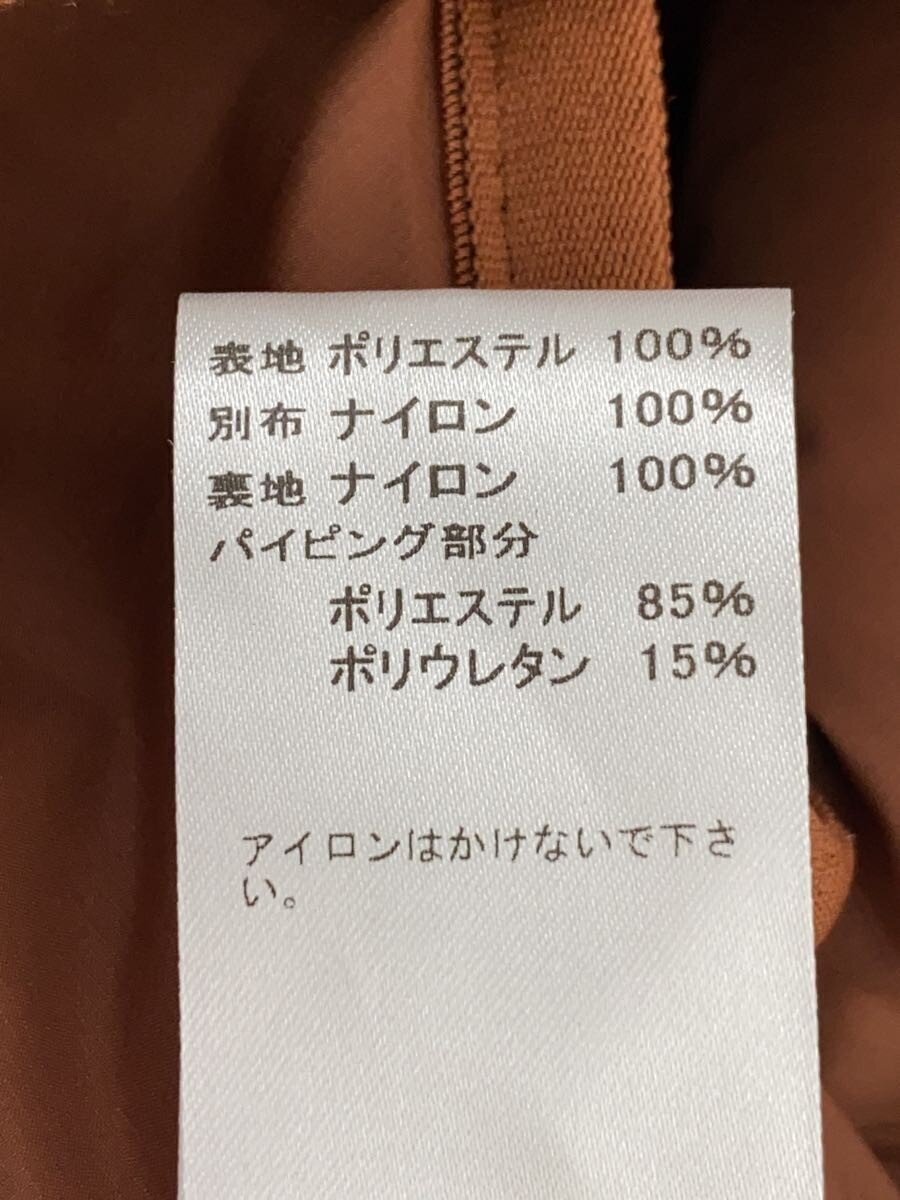 表地 ポリエステル 100%
別布 ナイロン 100%
裏地 ナイロン 100%
パイピング部分
ポリエステル 85%
ポリウレタン 15%
アイロンはかけないで下さ
い。